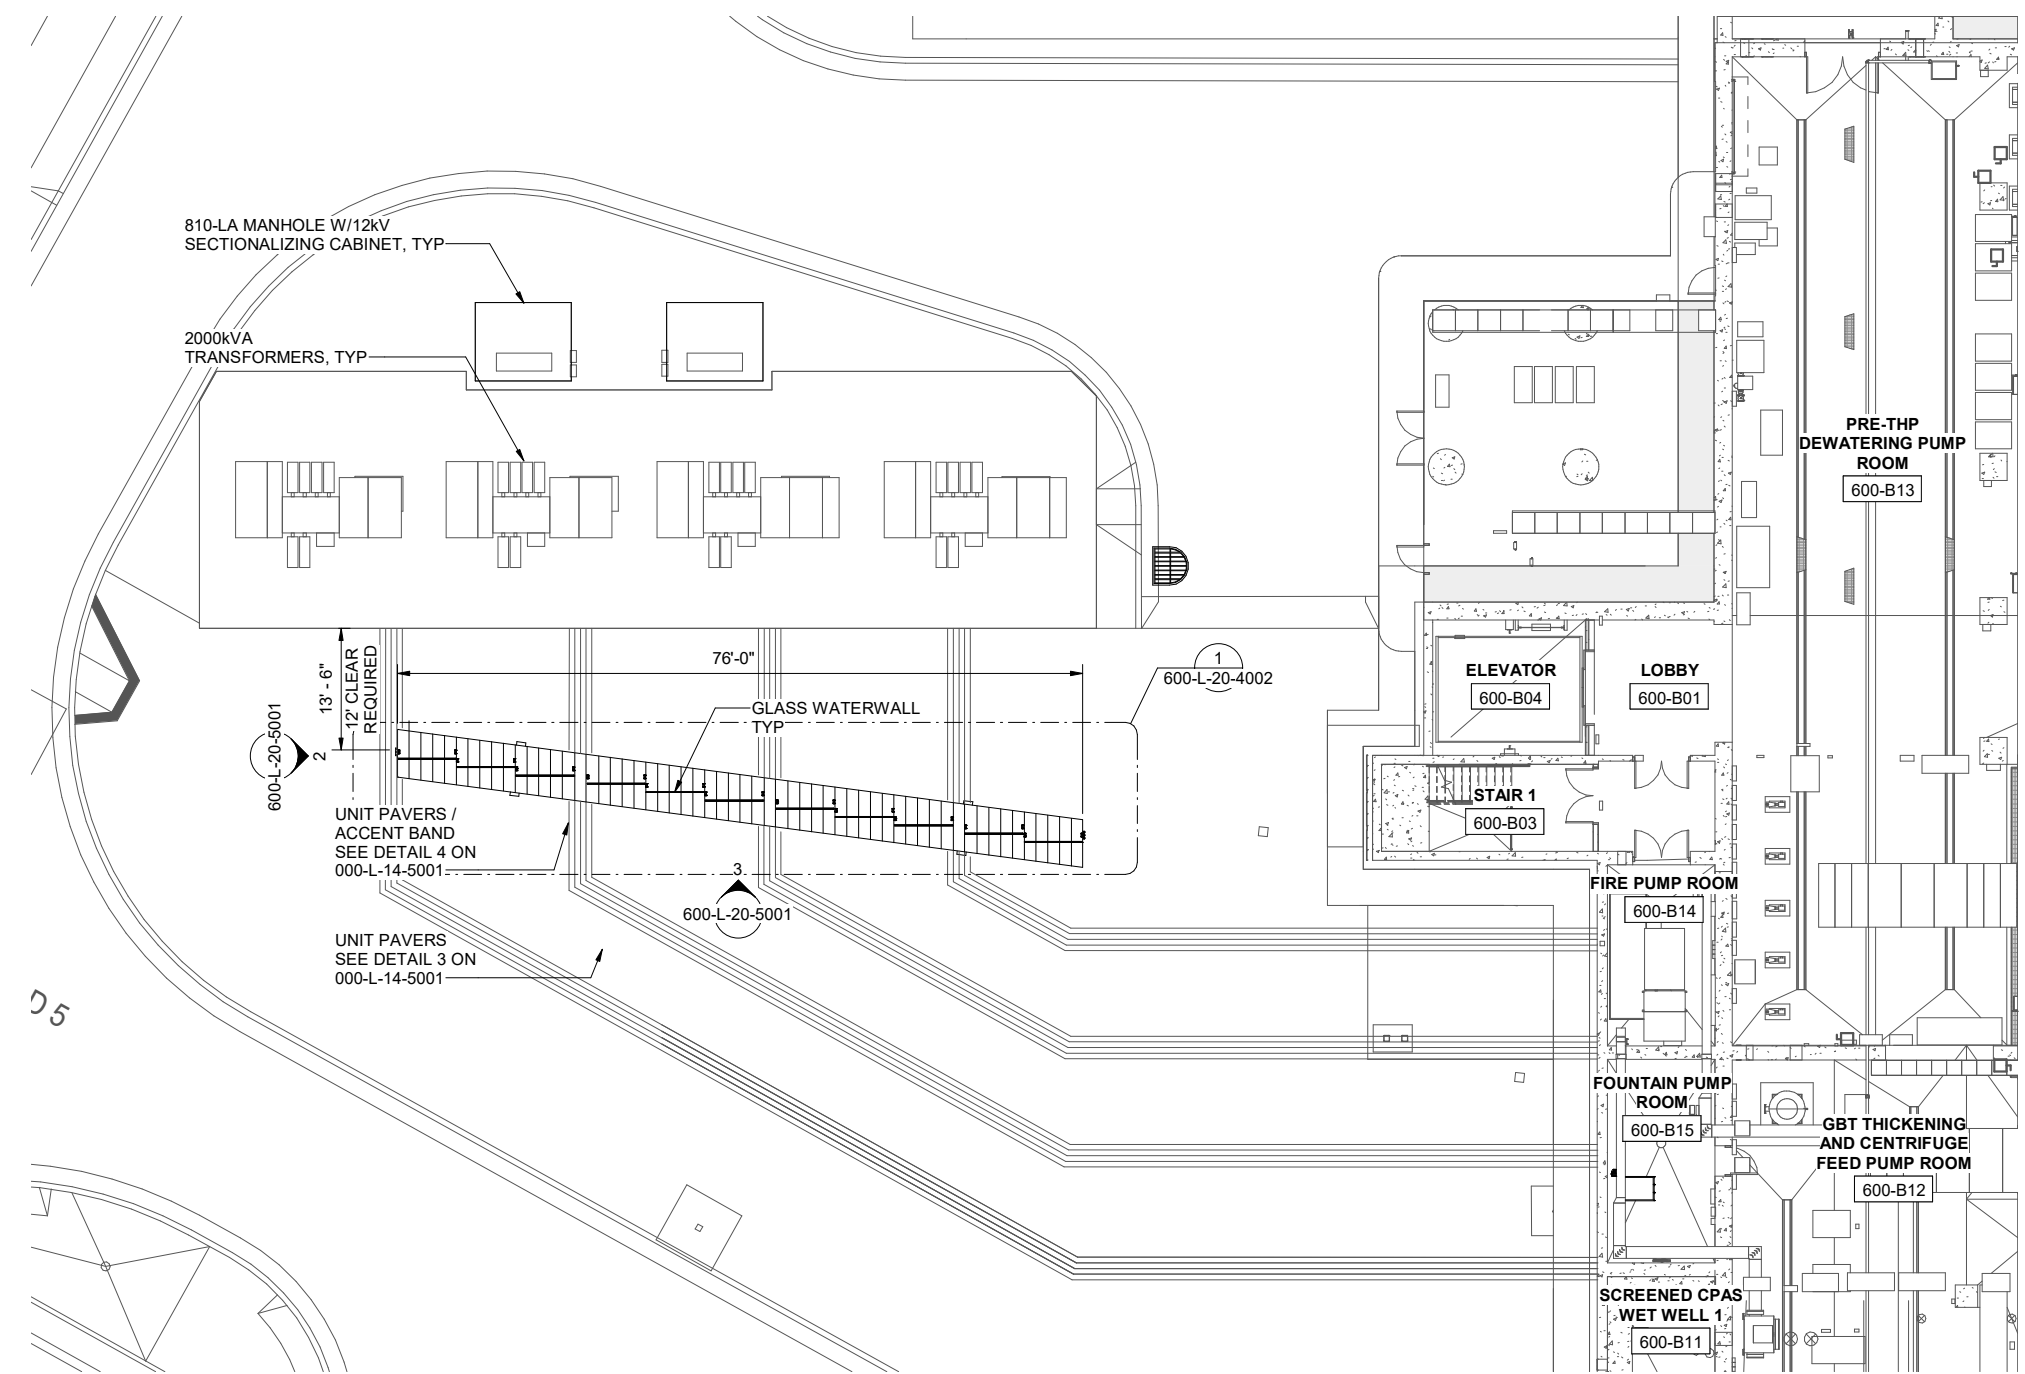 810-LA MANHOLE W/12kV
SECTIONALIZING CABINET, TYP
2000kVA
TRANSFORMERS, TYP
PRE-THP
DEWATERING PUMP
ROOM
600-B13
13' - 6"
12' CLEAR
REQUIRED
76'-0"
1
600-L-20-4002
ELEVATOR
600-B04
LOBBY
600-B01
GLASS WATERWALL
TYP
600-L-20-5001
2
UNIT PAVERS /
ACCENT BAND
SEE DETAIL 4 ON
000-L-14-5001
STAIR 1
600-B03
3
600-L-20-5001
FIRE PUMP ROOM
600-B14
UNIT PAVERS
SEE DETAIL 3 ON
000-L-14-5001
D 5
FOUNTAIN PUMP
ROOM
600-B15
GBT THICKENING
AND CENTRIFUGE
FEED PUMP ROOM
600-B12
SCREENED CPAS
WET WELL 1
600-B11